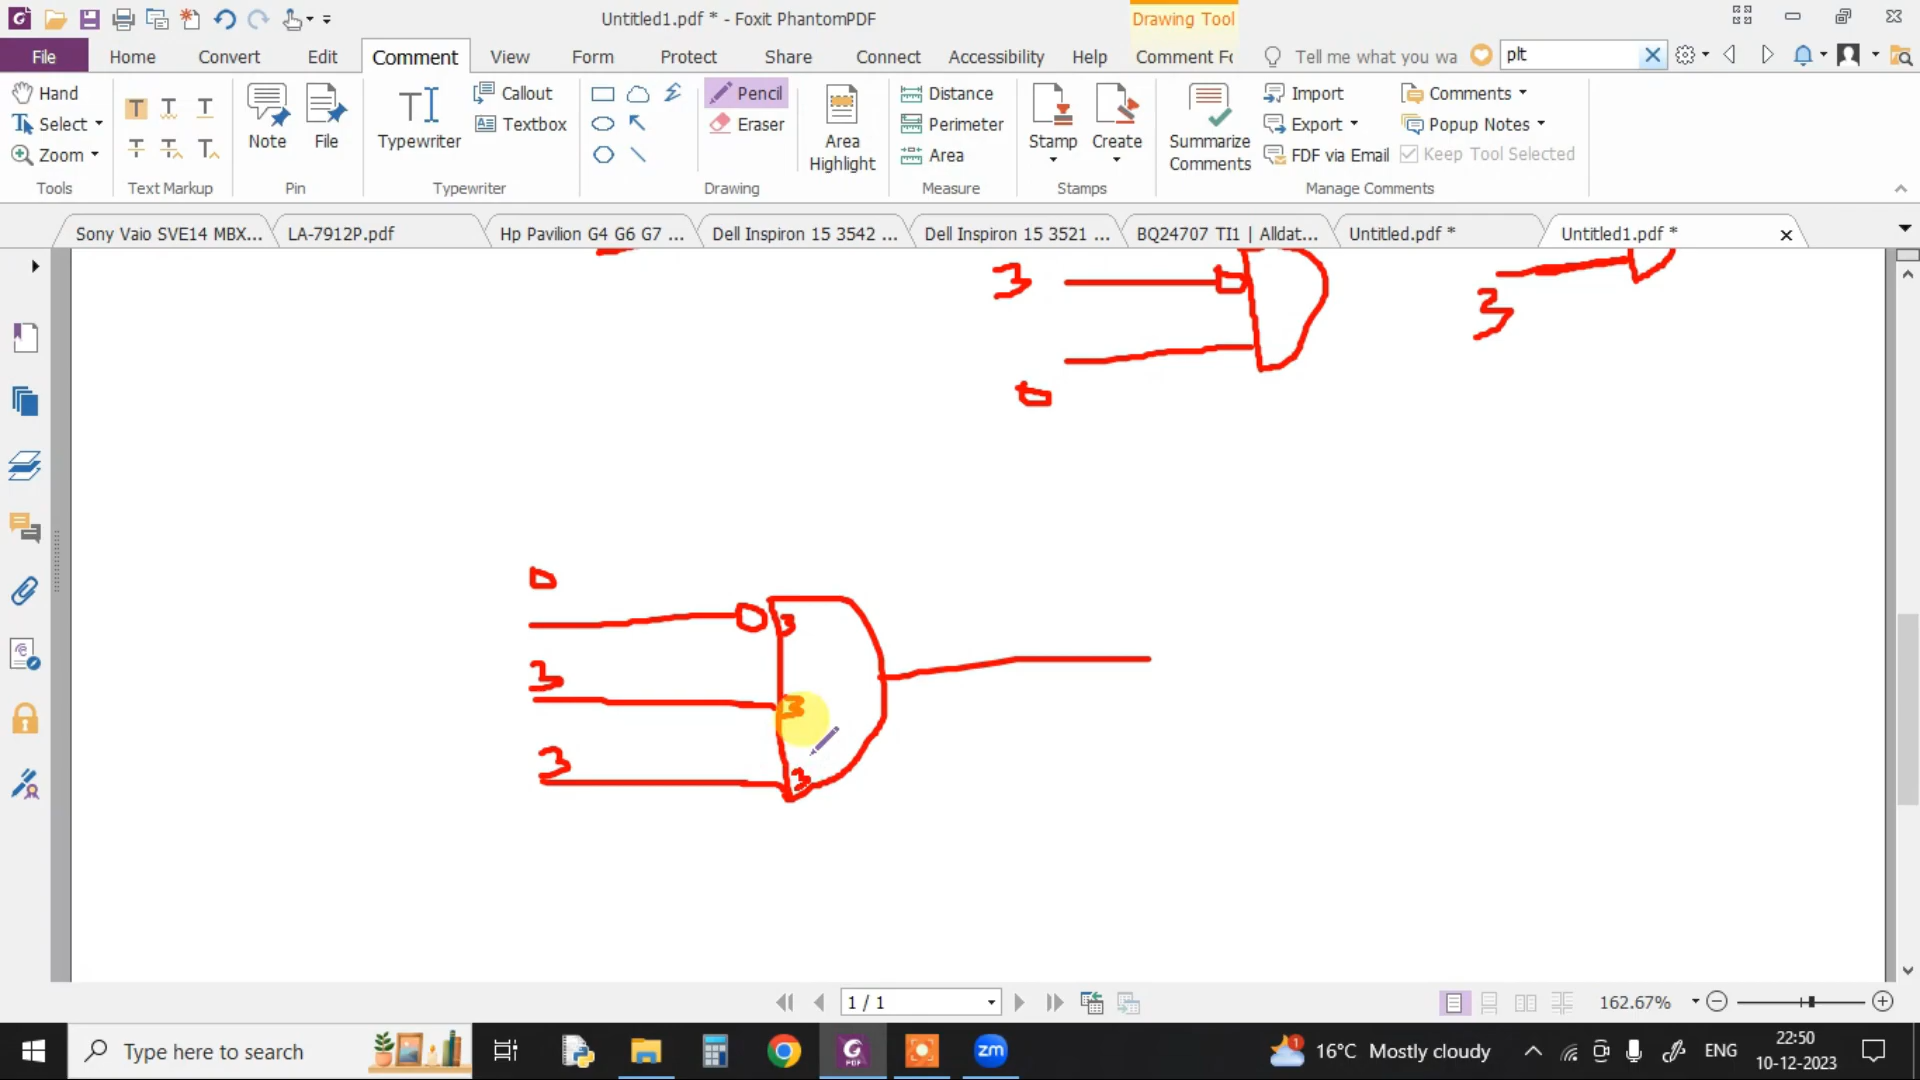 Untitled1.pdf * - Foxit PhantomPDF
Drawing Tool
File
Home
Convert
Edit
Comment
View
Form
Protect
Share
Connect
Accessibility
Help
Comment Fo
Tell me what you wa
plt
Hand
Select
Zoom
Tools
Text Markup
Note
File
Pin
Typewriter
Callout
Textbox
Typewriter
Pencil
Eraser
Drawing
Area
Highlight
Distance
Perimeter
Area
Measure
Stamp
Create
Stamps
Summarize
Comments
Import
Export
FDF via Email
Comments
Popup Notes
Keep Tool Selected
Manage Comments
Sony Vaio SVE14 MBX...
LA-7912P.pdf
Hp Pavilion G4 G6 G7 ...
Dell Inspiron 15 3542 ...
Dell Inspiron 15 3521 ...
BQ24707 TI1 | Alldat...
Untitled.pdf *
Untitled1.pdf *
3
3
0
0
3
3
3
3
3
1 / 1
162.67%
Type here to search
zm
1
16°C Mostly cloudy
ENG
22:50
10-12-2023